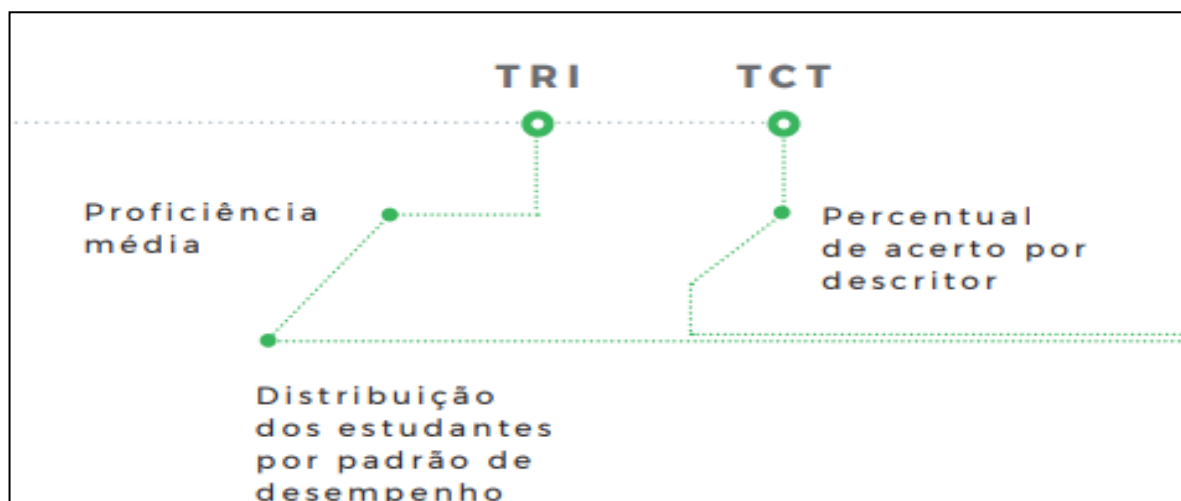 TRI
TCT
Proficiência
média
Percentual
de acerto por
descritor
Distribuição
dos estudantes
por padrão de
desempenho